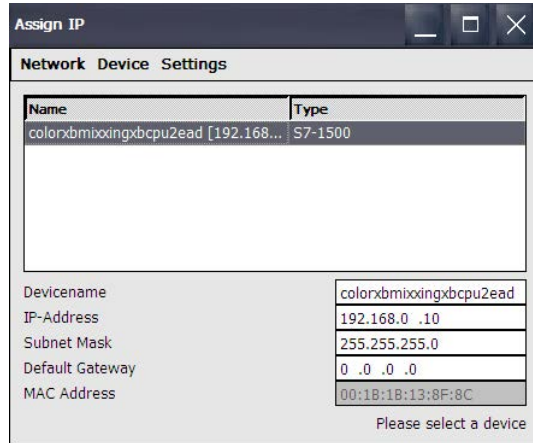 Assign IP
Network Device Settings
Name Type
colorxbmixxingxbcpu2ead [192.168... S7-1500
Devicename colorxbmixxingxbcpu2ead
IP-Address 192.168.0 .10
Subnet Mask 255.255.255.0
Default Gateway 0 .0 .0 .0
MAC Address 00:1B:1B:13:8F:8C
Please select a device